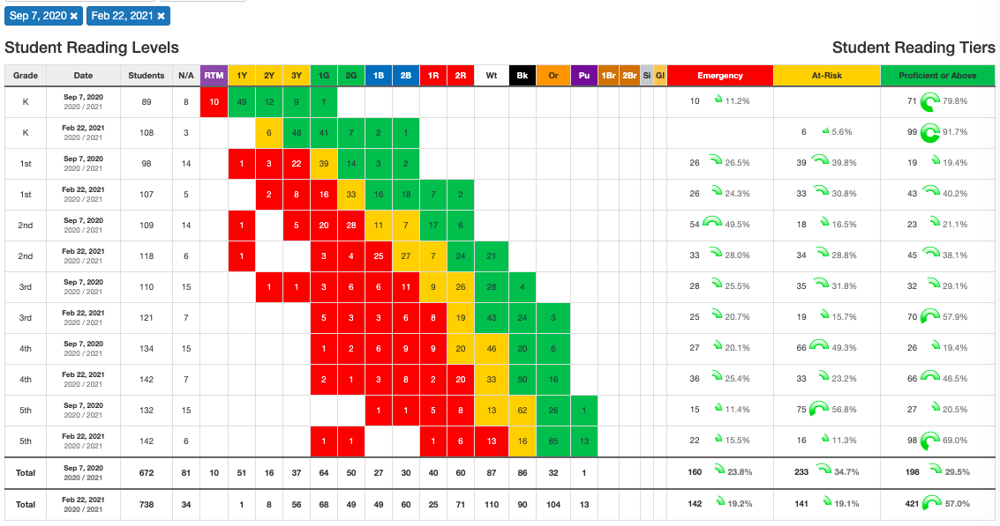 Sep 7, 2020 ✖ Feb 22, 2021 ✖
Student Reading Levels Student Reading Tiers
Grade Date Students N/A RTM 1Y 2Y 3Y 1G 2G 1B 2B 1R 2R Wt Bk Or Pu 1Br 2Br Si Gl Emergency At-Risk Proficient or Above
K Sep 7, 2020 2020 / 2021 89 8 10 49 12 9 1 10 11.2% 71 79.8%
K Feb 22, 2021 2020 / 2021 108 3 6 48 41 7 2 1 6 5.6% 99 91.7%
1st Sep 7, 2020 2020 / 2021 98 14 1 3 22 39 14 3 2 26 26.5% 39 39.8% 19 19.4%
1st Feb 22, 2021 2020 / 2021 107 5 2 8 16 33 16 18 7 2 26 24.3% 33 30.8% 43 40.2%
2nd Sep 7, 2020 2020 / 2021 109 14 1 5 20 28 11 7 17 6 54 49.5% 18 16.5% 23 21.1%
2nd Feb 22, 2021 2020 / 2021 118 6 1 3 4 25 27 7 24 21 33 28.0% 34 28.8% 45 38.1%
3rd Sep 7, 2020 2020 / 2021 110 15 1 1 3 6 6 11 9 26 28 4 28 25.5% 35 31.8% 32 29.1%
3rd Feb 22, 2021 2020 / 2021 121 7 5 3 3 6 8 19 43 24 3 25 20.7% 19 15.7% 70 57.9%
4th Sep 7, 2020 2020 / 2021 134 15 1 2 6 9 9 20 46 20 6 27 20.1% 66 49.3% 26 19.4%
4th Feb 22, 2021 2020 / 2021 142 7 2 1 3 8 2 20 33 50 16 36 25.4% 33 23.2% 66 46.5%
5th Sep 7, 2020 2020 / 2021 132 15 1 1 5 8 13 62 26 1 15 11.4% 75 56.8% 27 20.5%
5th Feb 22, 2021 2020 / 2021 142 6 1 1 1 6 13 16 85 13 22 15.5% 16 11.3% 98 69.0%
Total Sep 7, 2020 2020 / 2021 672 81 10 51 16 37 64 50 27 30 40 60 87 86 32 1 160 23.8% 233 34.7% 198 29.5%
Total Feb 22, 2021 2020 / 2021 738 34 1 8 56 68 49 49 60 25 71 110 90 104 13 142 19.2% 141 19.1% 421 57.0%